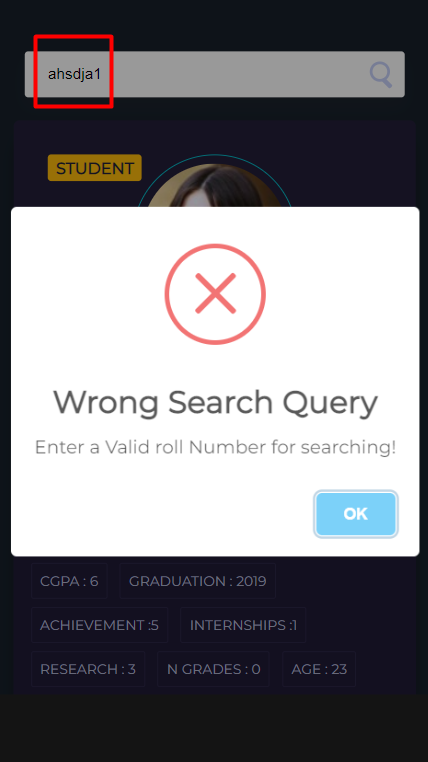 ahsdja1
STUDENT
Wrong Search Query
Enter a Valid roll Number for searching!
OK
CGPA : 6
GRADUATION : 2019
ACHIEVEMENT :5
INTERNSHIPS :1
RESEARCH : 3
N GRADES : 0
AGE : 23